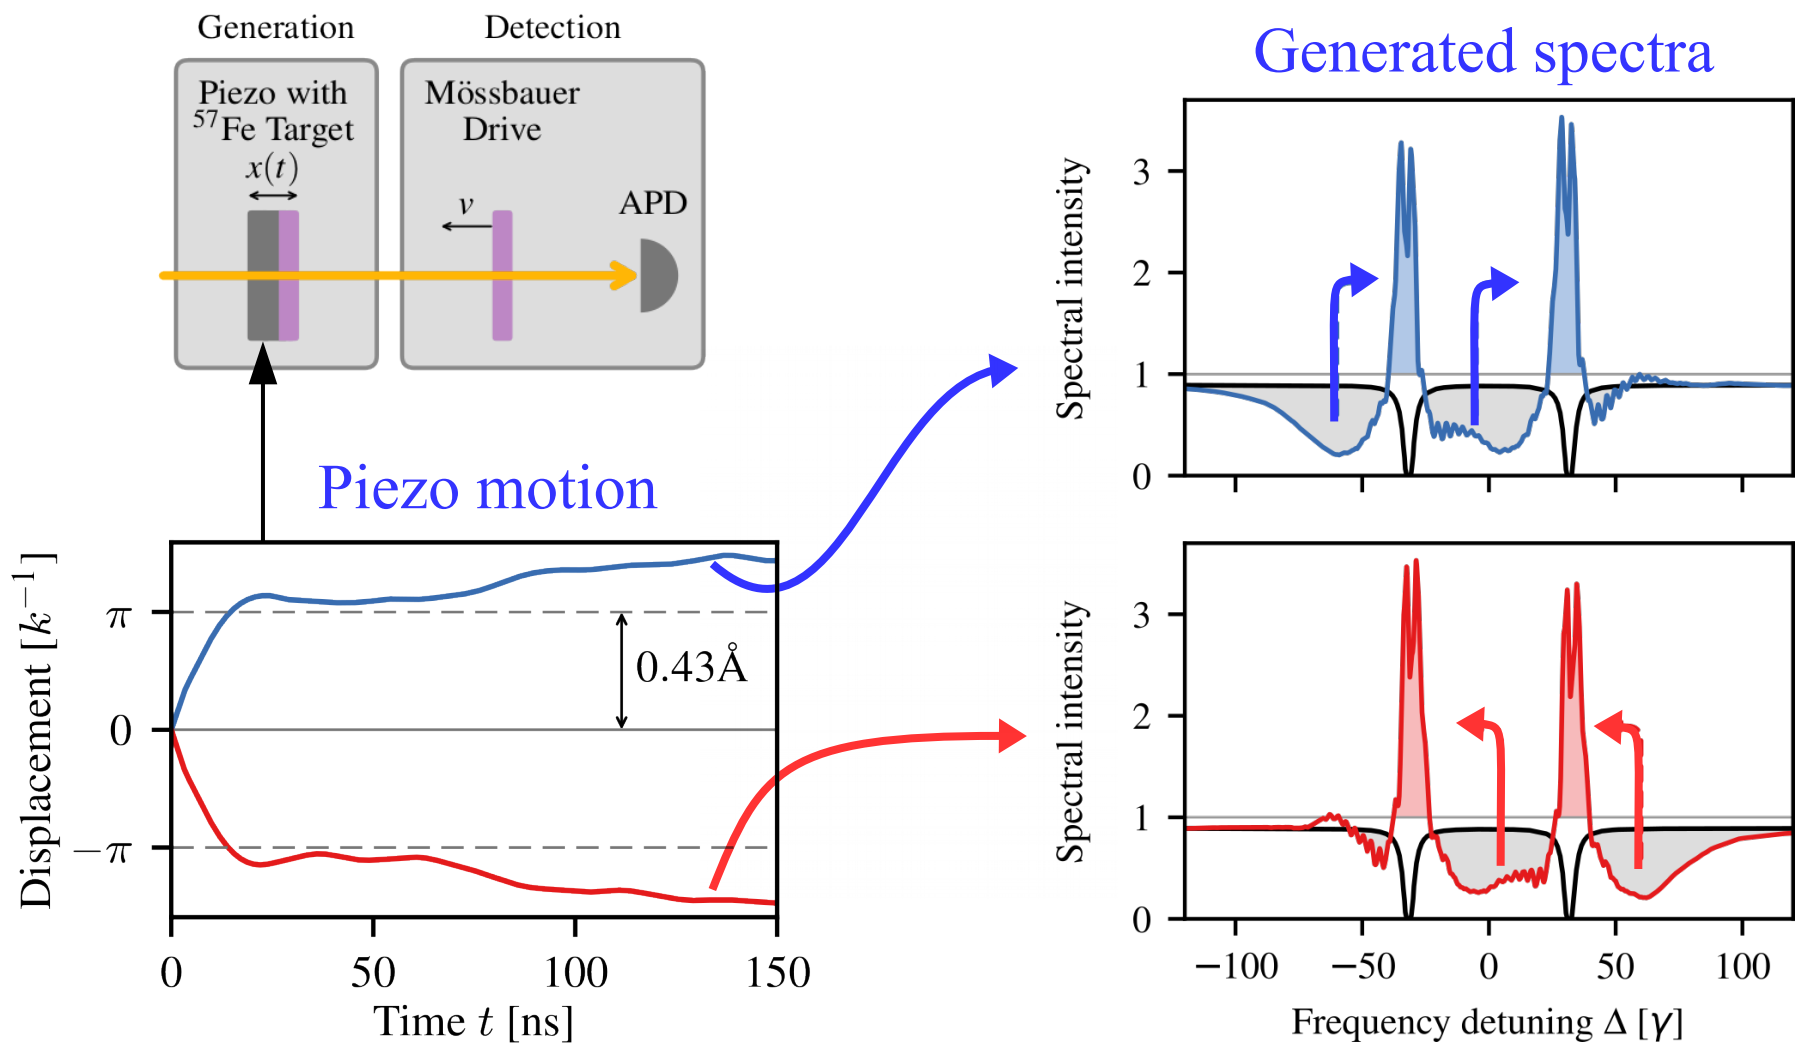 Generation
Detection
Piezo with
⁵⁷Fe Target
x(t)
Mössbauer
Drive
v
APD
Piezo motion
Displacement [k⁻¹]
π
0
−π
0.43Å
0 50 100 150
Time t [ns]
Generated spectra
Spectral intensity
3
2
1
0
Spectral intensity
3
2
1
0
−100 −50 0 50 100
Frequency detuning Δ [γ]